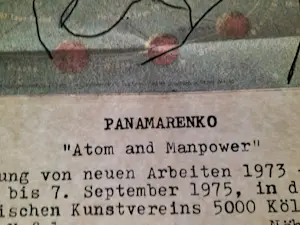 PANAMARENKO
"Atom and Manpower"
ung von neuen Arbeiten 1973 -
bis 7. September 1975, in d
ischen Kunstvereins 5000 Köl